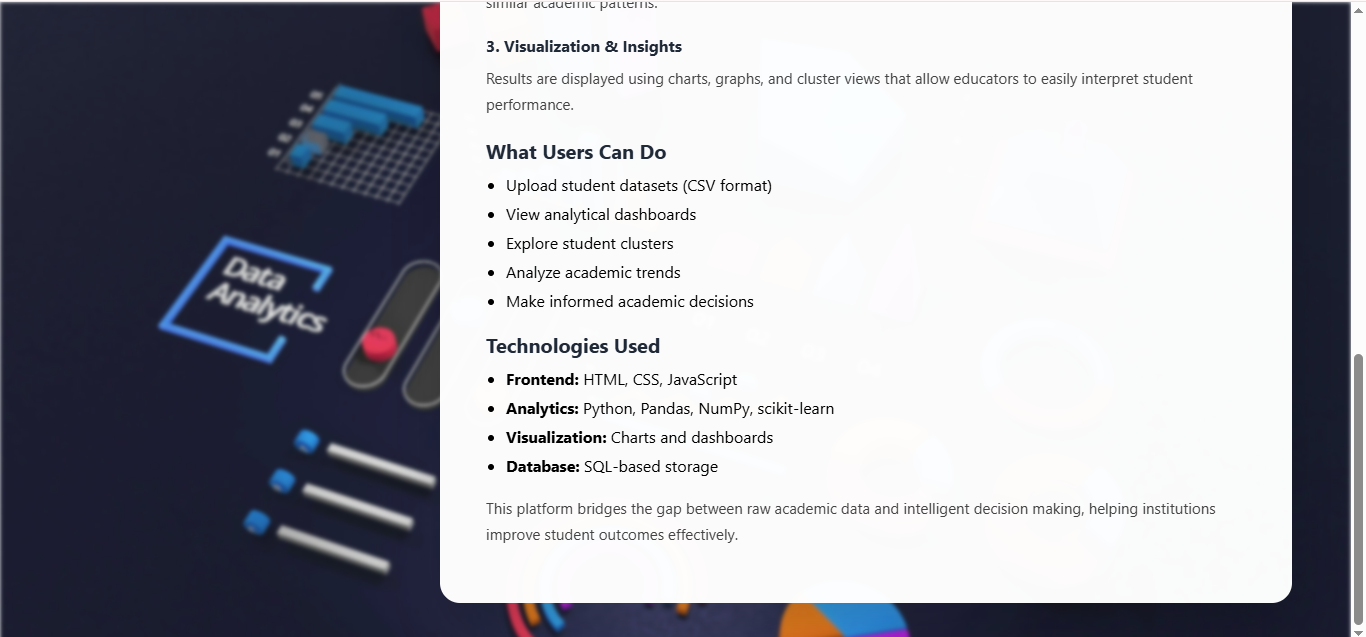 similar academic patterns.
3. Visualization & Insights
Results are displayed using charts, graphs, and cluster views that allow educators to easily interpret student
performance.
What Users Can Do
• Upload student datasets (CSV format)
• View analytical dashboards
• Explore student clusters
• Analyze academic trends
• Make informed academic decisions
Technologies Used
• Frontend: HTML, CSS, JavaScript
• Analytics: Python, Pandas, NumPy, scikit-learn
• Visualization: Charts and dashboards
• Database: SQL-based storage
This platform bridges the gap between raw academic data and intelligent decision making, helping institutions
improve student outcomes effectively.
Data
Analytics